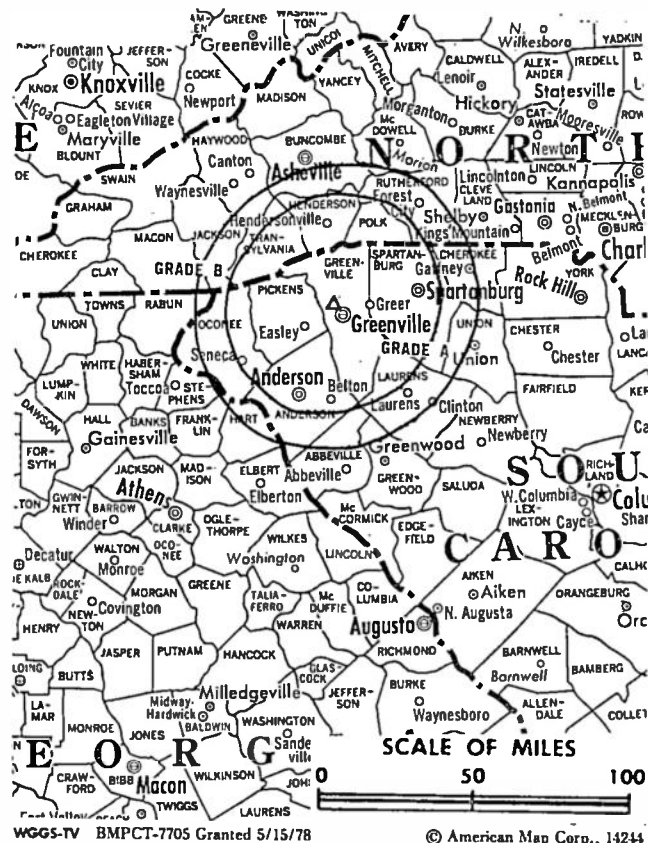 GREENE
WASHINGTON
Greeneville
UNICOI
AVERY
N. Wilkesboro
YADKIN
Fountain City
JEFFERSON
KNOX
Knoxville
COCKE
MITCHELL
YANCEY
CALDWELL
Lenoir
ALEXANDER
IREDELL
Statesville
SEVIER
Newport
MADISON
Hickory
Alcoa
Eagleton Village
Maryville
Morganton
BURKE
CATAWBA
Mooresville
E
BLOUNT
HAYWOOD
BUNCOMBE
McDOWELL
Marion
Newton
NORTH
SWAIN
Canton
Asheville
LINCOLN
Lincolnton
Kannapolis
Waynesville
RUTHERFORD
CLEVELAND
GRAHAM
HENDERSON
Forest City
N. Belmont
Gastonia
MACON
JACKSON
Hendersonville
POLK
Shelby
MECKLENBURG
Kings Mountain
Belmont
CHEROKEE
TRANSYLVANIA
CHEROKEE
Gaffney
YORK
Charl
CLAY
GRADE B
GREENVILLE
SPARTANBURG
Rock Hill
PICKENS
Spartanburg
TOWNS
RABUN
Greer
UNION
OCONEE
Easley
Greenville
UNION
CHESTER
WHITE
HABERSHAM
Seneca
GRADE A
Union
Chester
LUMPKIN
Toccoa
STEPHENS
Anderson
Belton
LAURENS
FAIRFIELD
DAWSON
HALL
BANKS
FRANKLIN
HART
ANDERSON
Laurens
Clinton
NEWBERRY
Gainesville
Newberry
FORSYTH
JACKSON
MADISON
ELBERT
ABBEVILLE
Abbeville
Greenwood
GREENWOOD
SALUDA
SOU
RICHLAND
GWINNETT
BARROW
Athens
Elberton
W. Columbia
Colu
Winder
CLARKE
OGLETHORPE
McCORMICK
LEXINGTON
Cayce
OCONEE
WILKES
EDGEFIELD
Decatur
WALTON
Washington
LINCOLN
CARO
DE KALB
Monroe
ROCKDALE
MORGAN
GREENE
TALIAFERRO
McDUFFIE
COLUMBIA
AIKEN
Aiken
ORANGEBURG
NEWTON
Covington
N. Augusta
HENRY
WARREN
Augusta
JASPER
PUTNAM
HANCOCK
RICHMOND
BARNWELL
Barnwell
BAMBERG
BUTTS
GLASCOCK
JEFFERSON
BURKE
LAMAR
Milledgeville
ALLENDALE
MONROE
JONES
Midway-Hardwick
BALDWIN
WASHINGTON
Waynesboro
EORG
SCALE OF MILES
CRAWFORD
BIBB
Macon
WILKINSON
0 50 100
TWIGGS
LAURENS
WGGS-TV BMPCT-7705 Granted 5/15/78 © American Map Corp., 14244